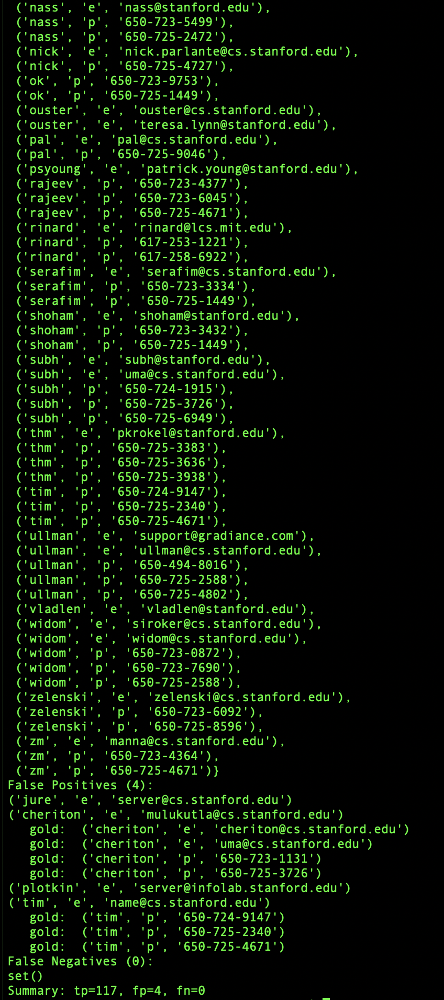 ('nass', 'e', 'nass@stanford.edu'),
('nass', 'p', '650-723-5499'),
('nass', 'p', '650-725-2472'),
('nick', 'e', 'nick.parlante@cs.stanford.edu'),
('nick', 'p', '650-725-4727'),
('ok', 'p', '650-723-9753'),
('ok', 'p', '650-725-1449'),
('ouster', 'e', 'ouster@cs.stanford.edu'),
('ouster', 'e', 'teresa.lynn@stanford.edu'),
('pal', 'e', 'pal@cs.stanford.edu'),
('pal', 'p', '650-725-9046'),
('psyoung', 'e', 'patrick.young@stanford.edu'),
('rajeev', 'p', '650-723-4377'),
('rajeev', 'p', '650-723-6045'),
('rajeev', 'p', '650-725-4671'),
('rinard', 'e', 'rinard@lcs.mit.edu'),
('rinard', 'p', '617-253-1221'),
('rinard', 'p', '617-258-6922'),
('serafim', 'e', 'serafim@cs.stanford.edu'),
('serafim', 'p', '650-723-3334'),
('serafim', 'p', '650-725-1449'),
('shoham', 'e', 'shoham@stanford.edu'),
('shoham', 'p', '650-723-3432'),
('shoham', 'p', '650-725-1449'),
('subh', 'e', 'subh@stanford.edu'),
('subh', 'e', 'uma@cs.stanford.edu'),
('subh', 'p', '650-724-1915'),
('subh', 'p', '650-725-3726'),
('subh', 'p', '650-725-6949'),
('thm', 'e', 'pkrokel@stanford.edu'),
('thm', 'p', '650-725-3383'),
('thm', 'p', '650-725-3636'),
('thm', 'p', '650-725-3938'),
('tim', 'p', '650-724-9147'),
('tim', 'p', '650-725-2340'),
('tim', 'p', '650-725-4671'),
('ullman', 'e', 'support@gradiance.com'),
('ullman', 'e', 'ullman@cs.stanford.edu'),
('ullman', 'p', '650-494-8016'),
('ullman', 'p', '650-725-2588'),
('ullman', 'p', '650-725-4802'),
('vladlen', 'e', 'vladlen@stanford.edu'),
('widom', 'e', 'siroker@cs.stanford.edu'),
('widom', 'e', 'widom@cs.stanford.edu'),
('widom', 'p', '650-723-0872'),
('widom', 'p', '650-723-7690'),
('widom', 'p', '650-725-2588'),
('zelenski', 'e', 'zelenski@cs.stanford.edu'),
('zelenski', 'p', '650-723-6092'),
('zelenski', 'p', '650-725-8596'),
('zm', 'e', 'manna@cs.stanford.edu'),
('zm', 'p', '650-723-4364'),
('zm', 'p', '650-725-4671')}
False Positives (4):
('jure', 'e', 'server@cs.stanford.edu')
('cheriton', 'e', 'mulukutla@cs.stanford.edu')
gold:  ('cheriton', 'e', 'cheriton@cs.stanford.edu')
gold:  ('cheriton', 'e', 'uma@cs.stanford.edu')
gold:  ('cheriton', 'p', '650-723-1131')
gold:  ('cheriton', 'p', '650-725-3726')
('plotkin', 'e', 'server@infolab.stanford.edu')
('tim', 'e', 'name@cs.stanford.edu')
gold:  ('tim', 'p', '650-724-9147')
gold:  ('tim', 'p', '650-725-2340')
gold:  ('tim', 'p', '650-725-4671')
False Negatives (0):
set()
Summary: tp=117, fp=4, fn=0